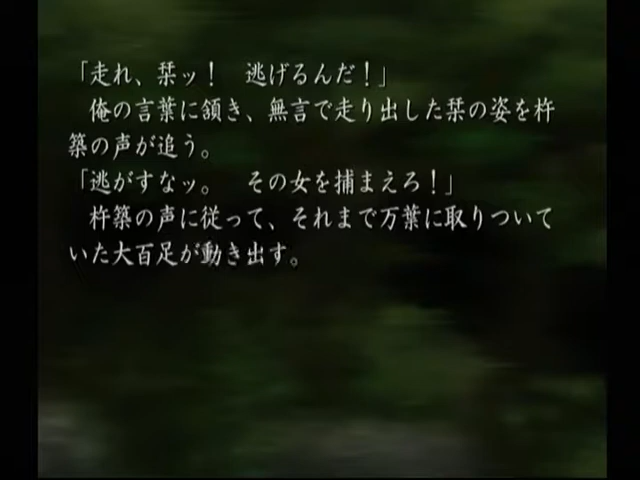 「走れ、栞ッ！　逃げるんだ！」
　俺の言葉に頷き、無言で走り出した栞の姿を杵
築の声が追う。
「逃がすなッ。　その女を捕まえろ！」
　杵築の声に従って、それまで万葉に取りついて
いた大百足が動き出す。